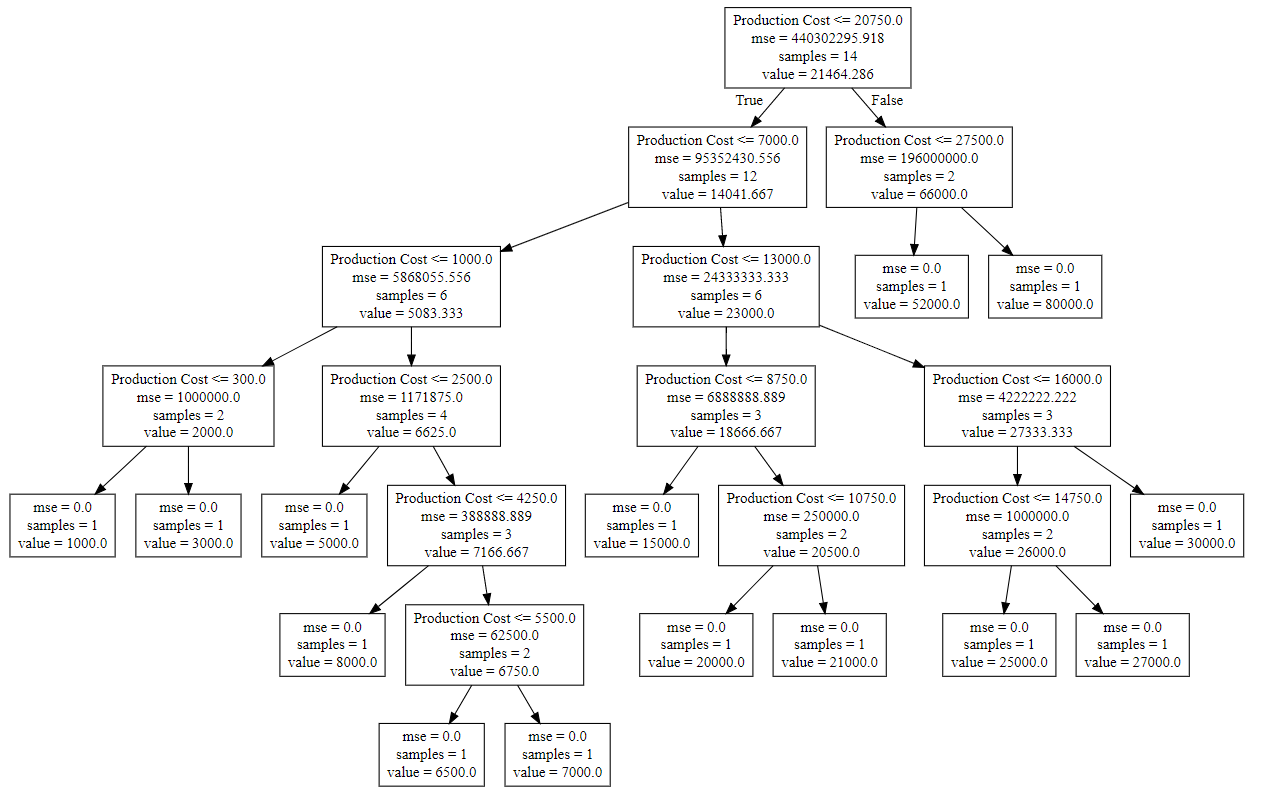 Production Cost <= 20750.0
mse = 440302295.918
samples = 14
value = 21464.286
True
False
Production Cost <= 7000.0
mse = 95352430.556
samples = 12
value = 14041.667
Production Cost <= 27500.0
mse = 196000000.0
samples = 2
value = 66000.0
Production Cost <= 1000.0
mse = 5868055.556
samples = 6
value = 5083.333
Production Cost <= 13000.0
mse = 24333333.333
samples = 6
value = 23000.0
mse = 0.0
samples = 1
value = 52000.0
mse = 0.0
samples = 1
value = 80000.0
Production Cost <= 300.0
mse = 1000000.0
samples = 2
value = 2000.0
Production Cost <= 2500.0
mse = 1171875.0
samples = 4
value = 6625.0
Production Cost <= 8750.0
mse = 6888888.889
samples = 3
value = 18666.667
Production Cost <= 16000.0
mse = 4222222.222
samples = 3
value = 27333.333
mse = 0.0
samples = 1
value = 1000.0
mse = 0.0
samples = 1
value = 3000.0
mse = 0.0
samples = 1
value = 5000.0
Production Cost <= 4250.0
mse = 388888.889
samples = 3
value = 7166.667
mse = 0.0
samples = 1
value = 15000.0
Production Cost <= 10750.0
mse = 250000.0
samples = 2
value = 20500.0
Production Cost <= 14750.0
mse = 1000000.0
samples = 2
value = 26000.0
mse = 0.0
samples = 1
value = 30000.0
mse = 0.0
samples = 1
value = 8000.0
Production Cost <= 5500.0
mse = 62500.0
samples = 2
value = 6750.0
mse = 0.0
samples = 1
value = 20000.0
mse = 0.0
samples = 1
value = 21000.0
mse = 0.0
samples = 1
value = 25000.0
mse = 0.0
samples = 1
value = 27000.0
mse = 0.0
samples = 1
value = 6500.0
mse = 0.0
samples = 1
value = 7000.0